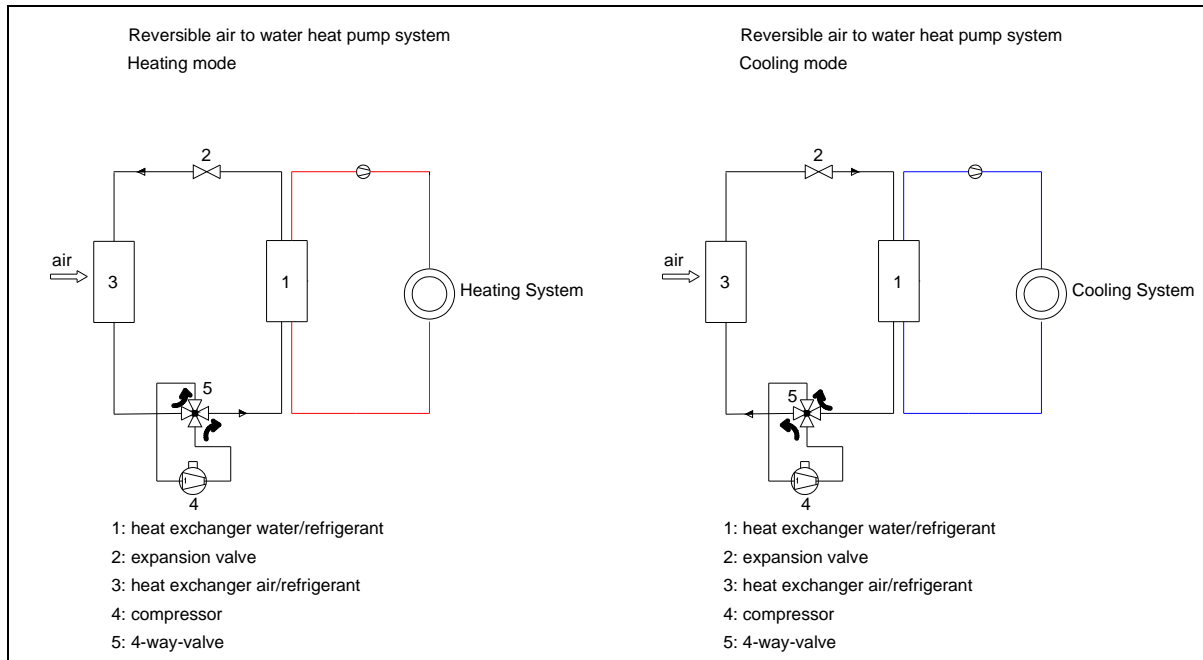 Reversible air to water heat pump system
Heating mode
2
air
3
1
Heating System
5
4
1: heat exchanger water/refrigerant
2: expansion valve
3: heat exchanger air/refrigerant
4: compressor
5: 4-way-valve
Reversible air to water heat pump system
Cooling mode
2
air
3
1
Cooling System
5
4
1: heat exchanger water/refrigerant
2: expansion valve
3: heat exchanger air/refrigerant
4: compressor
5: 4-way-valve